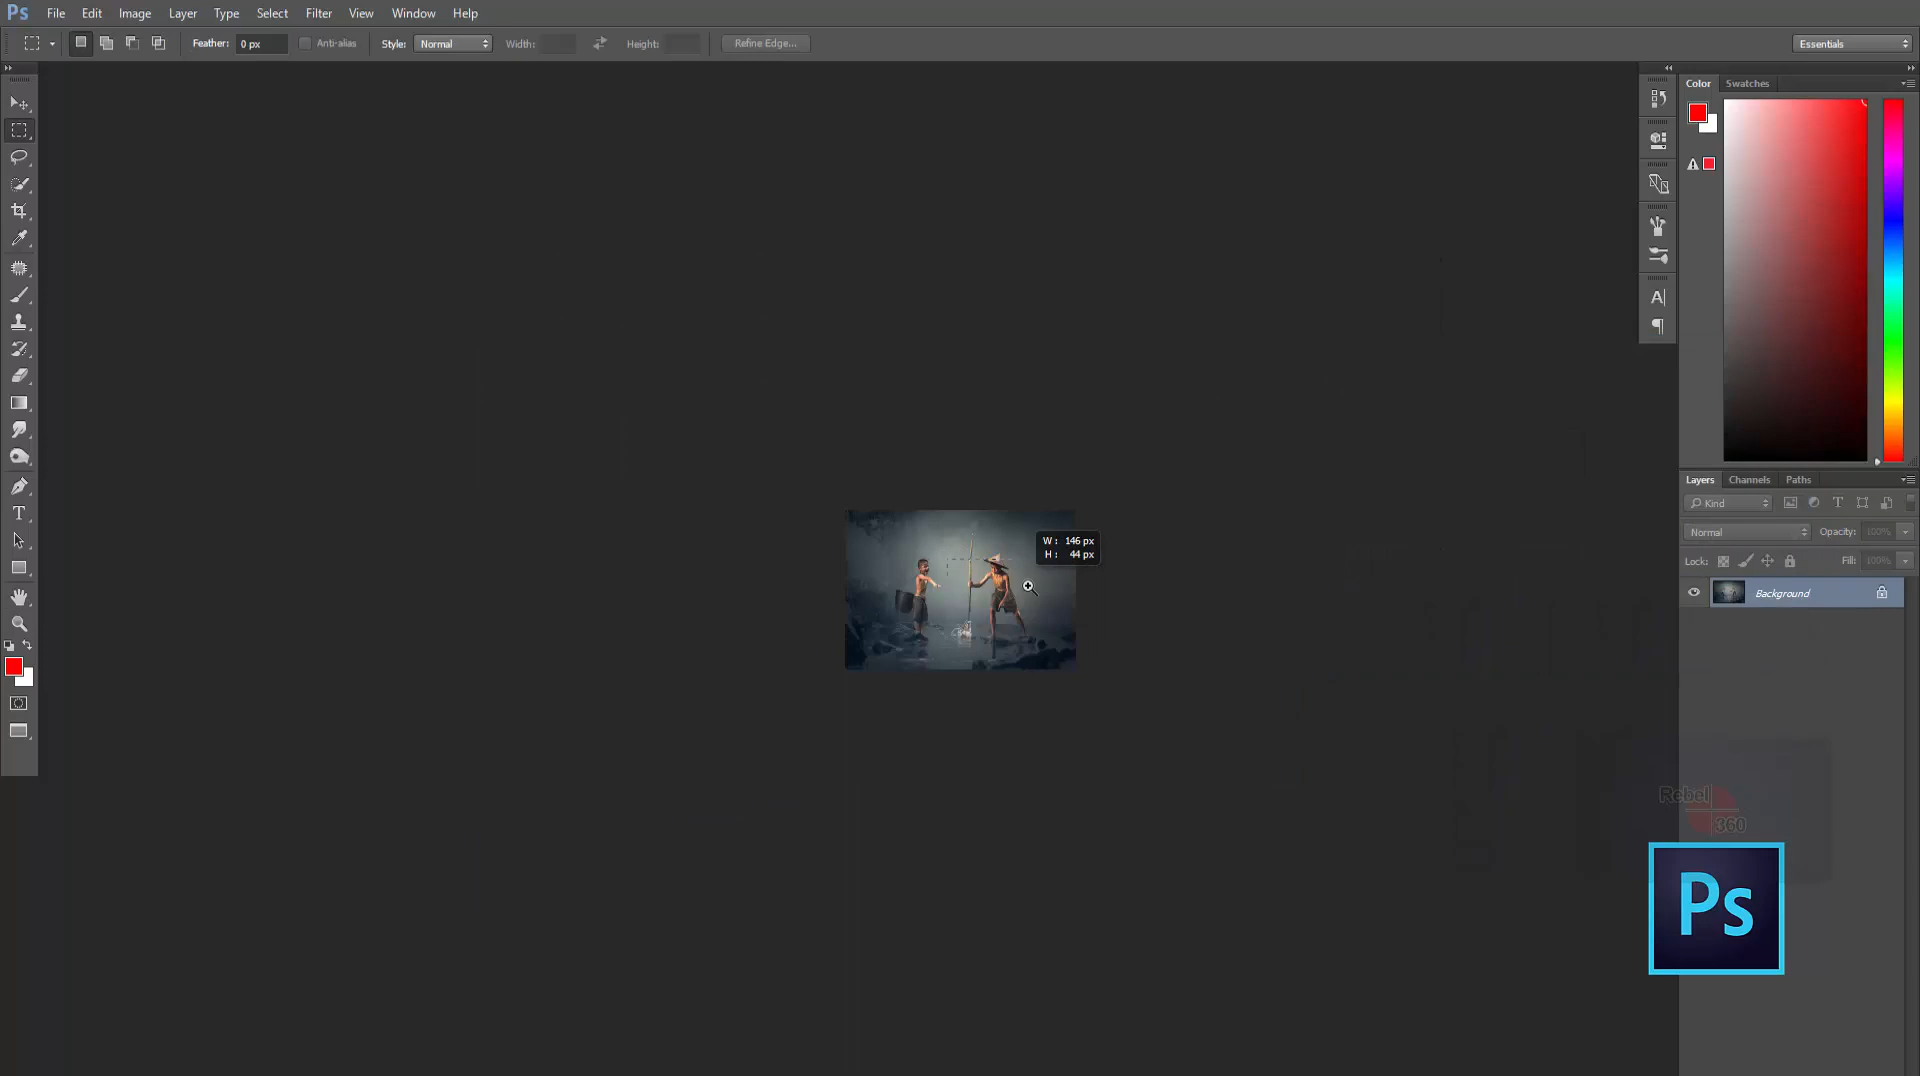 Ps File Edit Image Layer Type Select Filter View Window Help
Feather: 0 px Anti-alias Style: Normal Width: Height: Refine Edge... Essentials
Color Swatches
W: 146 px
H: 44 px
A|
T
Layers Channels Paths
Kind T
Normal Opacity: 100%
Lock: Fill: 100%
Background
Rebel
360
Ps